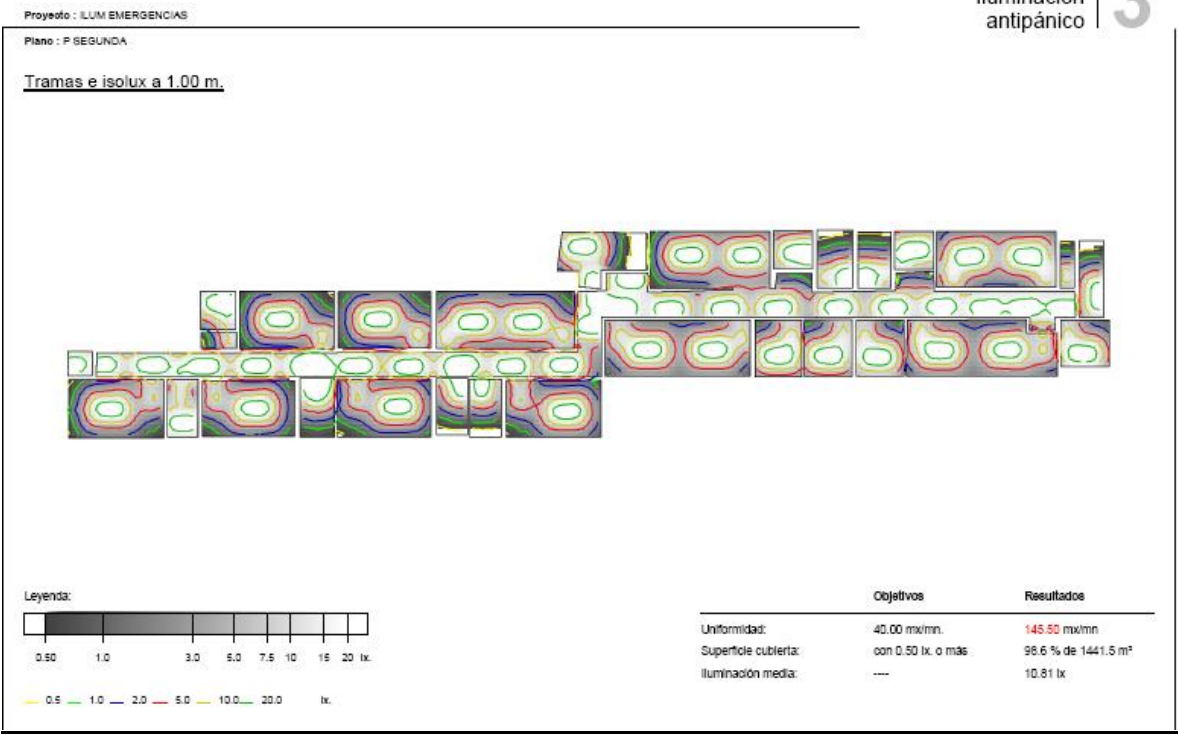 Proyecto : ILUM EMERGENCIAS
Iluminación
antipánico
3
Plano : P SEGUNDA
Tramas e isolux a 1.00 m.
Leyenda:
0.50 1.0 3.0 5.0 7.5 10 15 20 lx.
0.5 1.0 2.0 5.0 10.0 20.0 lx.
Objetivos Resultados
Uniformidad: 40.00 mx/mn. 145.50 mx/mn
Superficie cubierta: con 0.50 lx. o más 98.6 % de 1441.5 m²
Iluminación media: ---- 10.81 lx